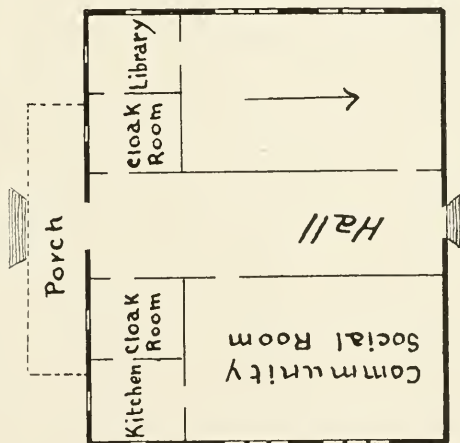 Library
Cloak
Room
Hall
Porch
Cloak
Room
Kitchen
Community
Social Room